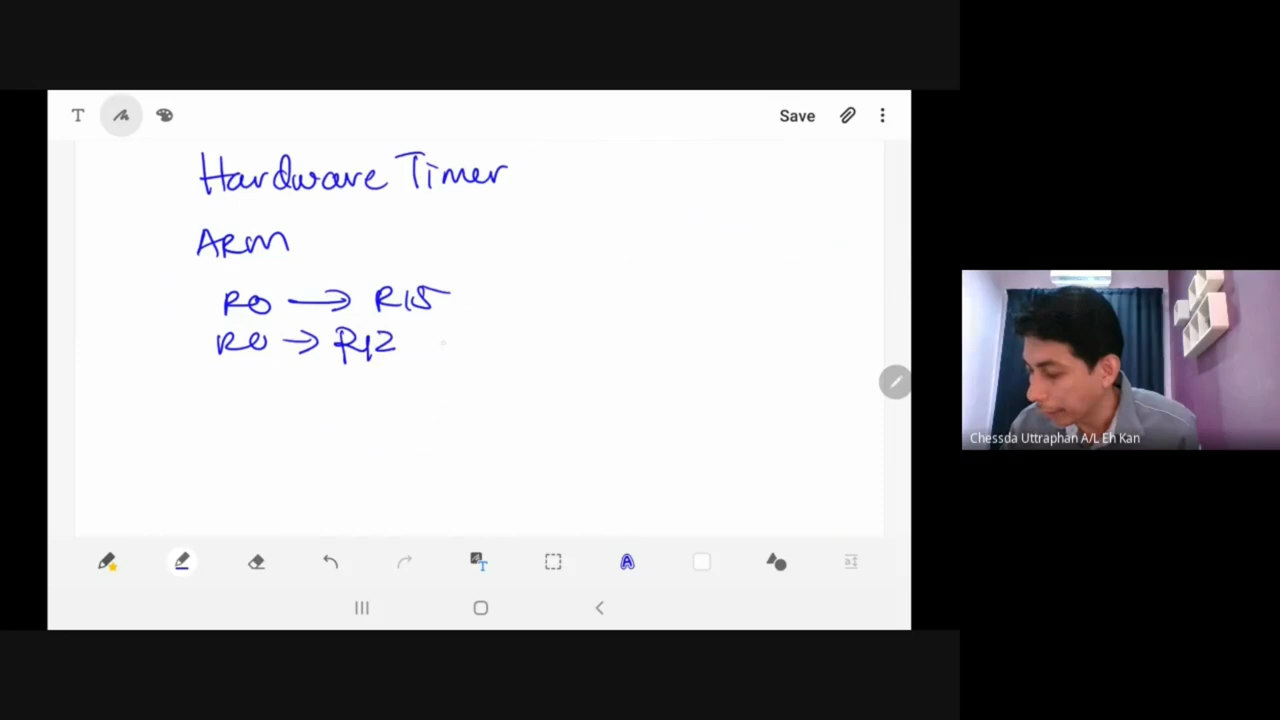 T
Save
Hardware Timer
ARM
R0 → R15
R0 → R12
Chessda Uttraphan A/L Eh Kan